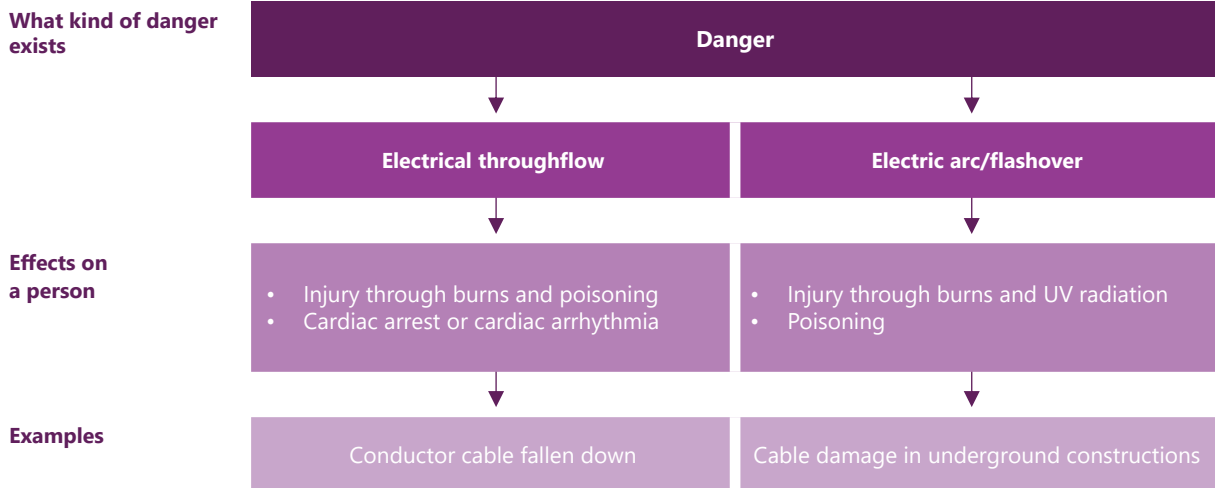 What kind of danger
exists
Danger
Electrical throughflow
Electric arc/flashover
Effects on
a person
• Injury through burns and poisoning
• Cardiac arrest or cardiac arrhythmia
• Injury through burns and UV radiation
• Poisoning
Examples
Conductor cable fallen down
Cable damage in underground constructions